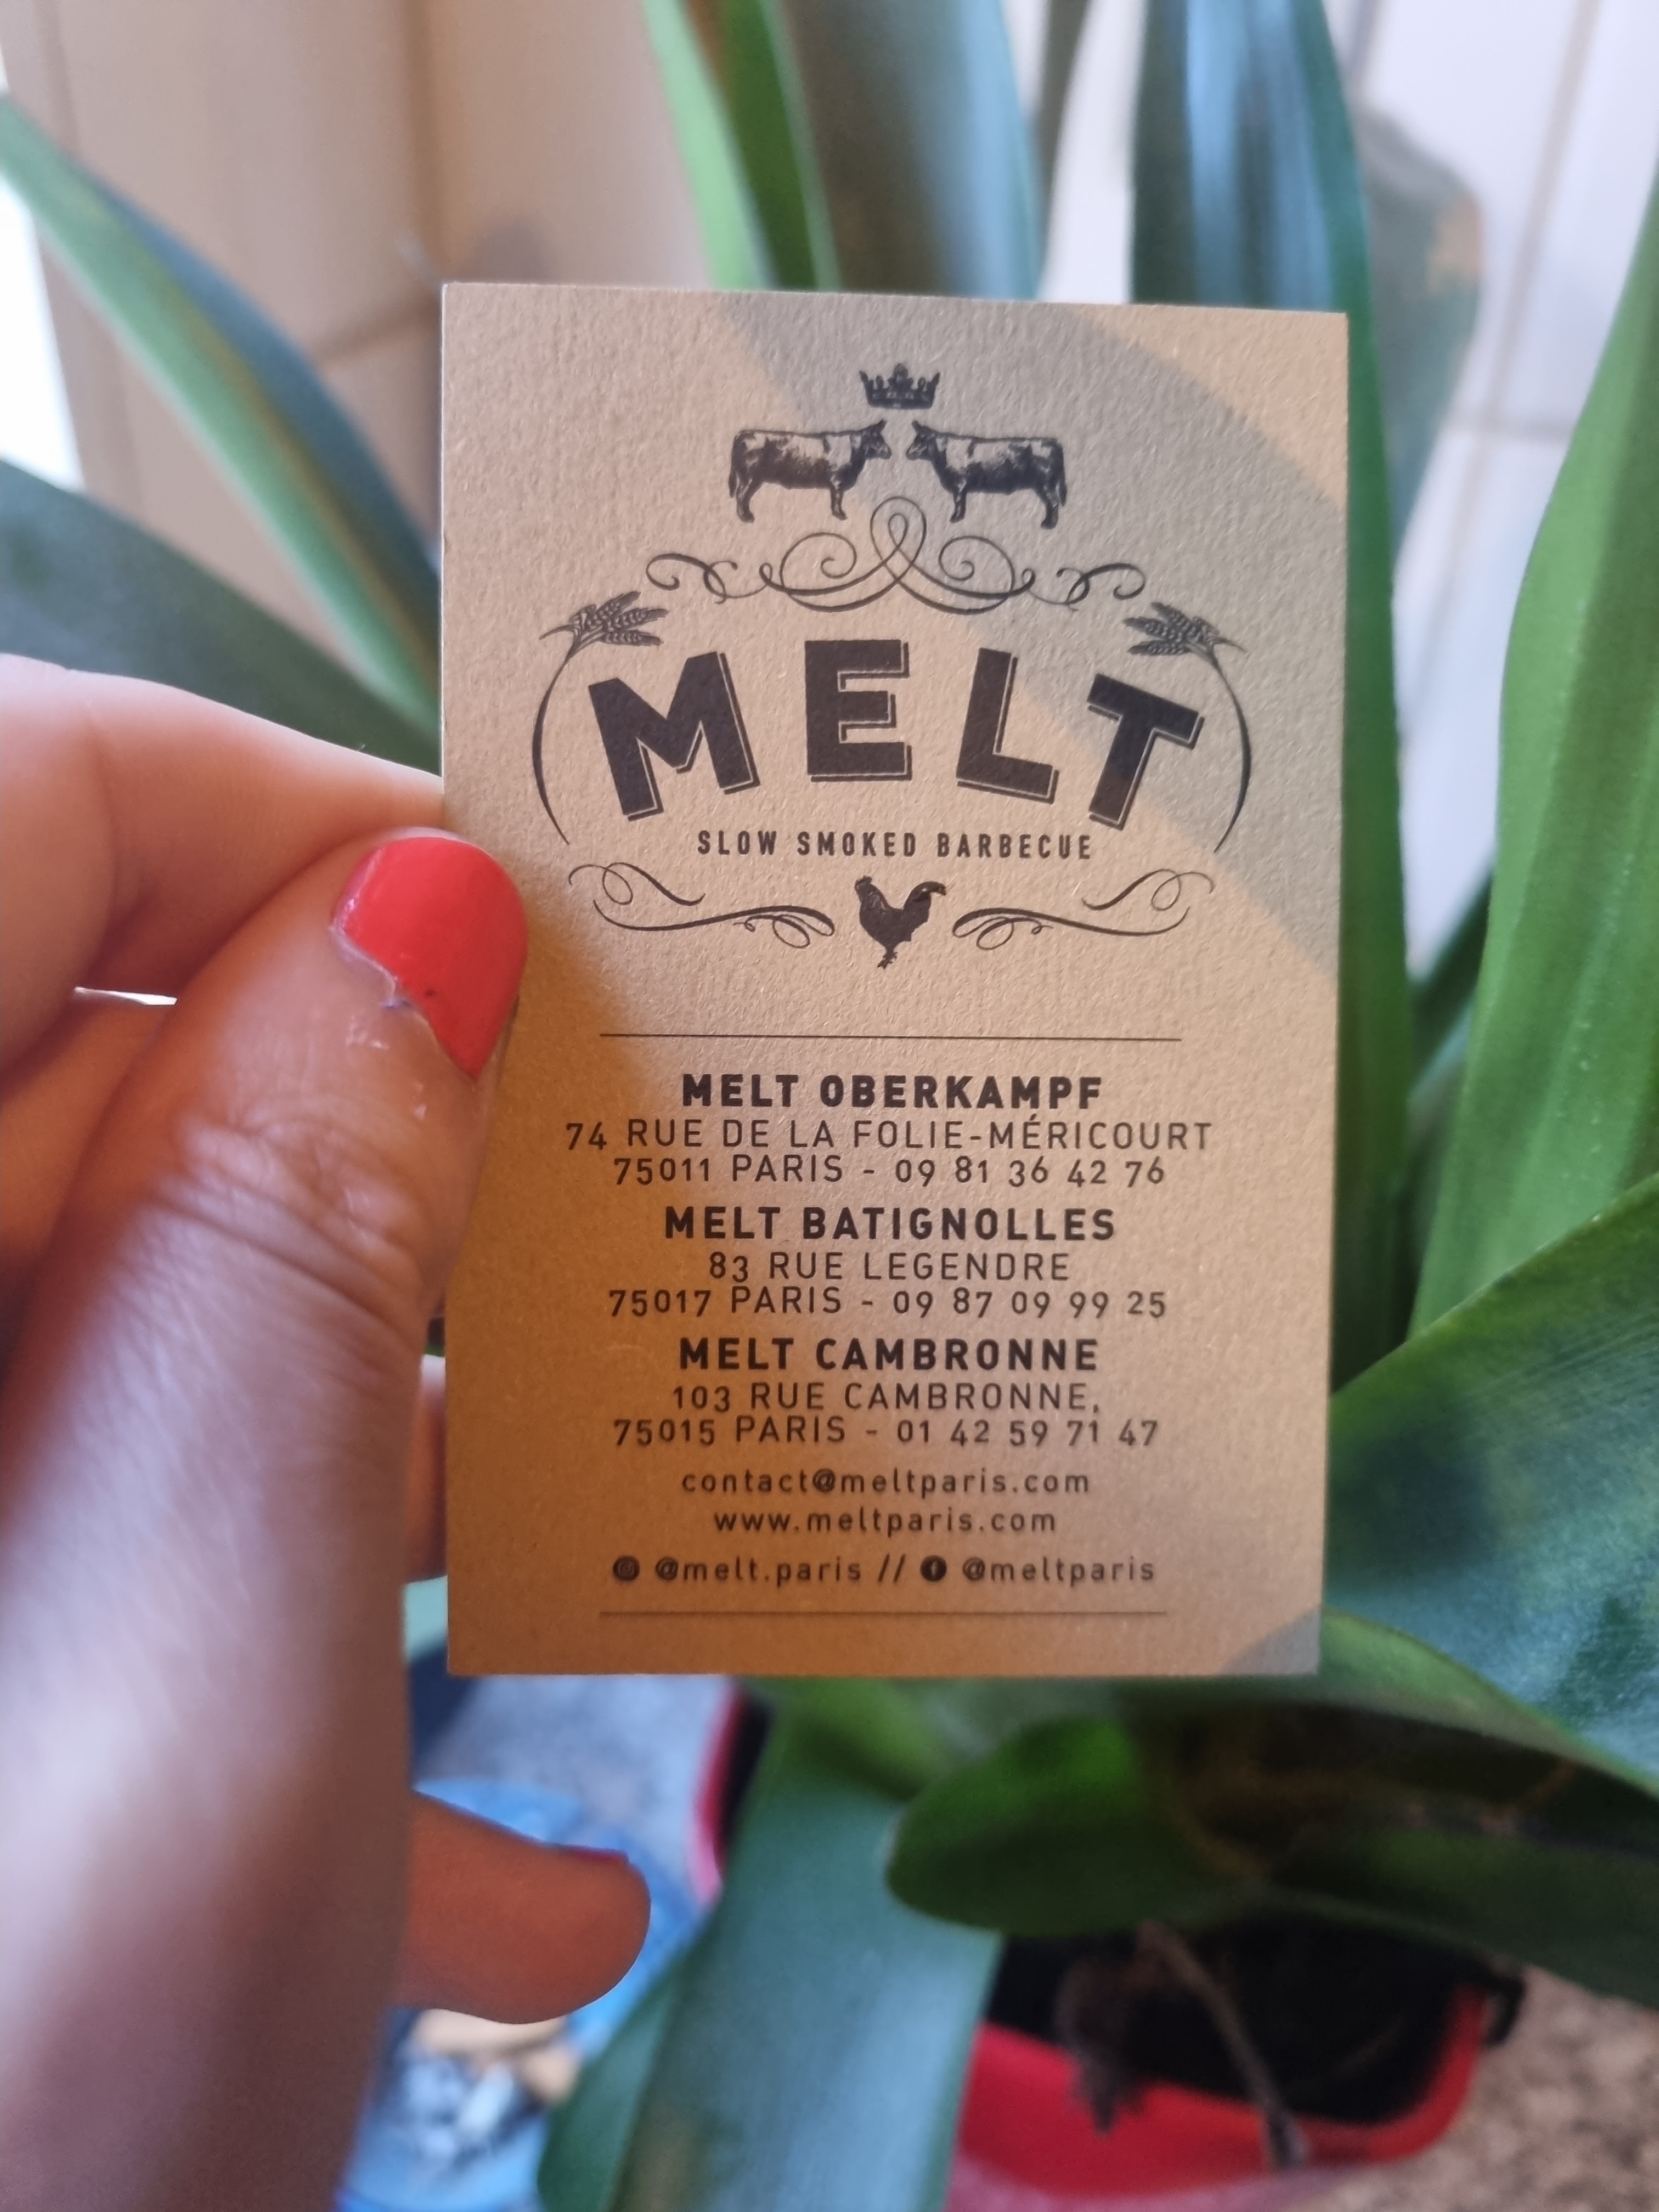 MELT
SLOW SMOKED BARBECUE
MELT OBERKAMPF
74 RUE DE LA FOLIE-MÉRICOURT
75011 PARIS - 09 81 36 42 76
MELT BATIGNOLLES
83 RUE LEGENDRE
75017 PARIS - 09 87 09 99 25
MELT CAMBRONNE
103 RUE CAMBRONNE,
75015 PARIS - 01 42 59 71 47
contact@meltparis.com
www.meltparis.com
@melt.paris // @meltparis